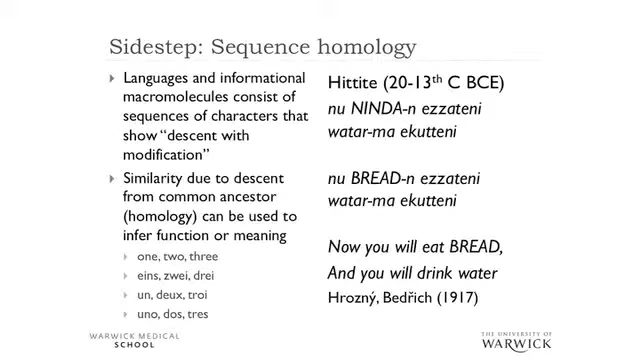 Sidestep: Sequence homology
Languages and informational
macromolecules consist of
sequences of characters that
show “descent with
modification”
Similarity due to descent
from common ancestor
(homology) can be used to
infer function or meaning
one, two, three
eins, zwei, drei
un, deux, troi
uno, dos, tres
Hittite (20-13th C BCE)
nu NINDA-n ezzateni
watar-ma ekutteni
nu BREAD-n ezzateni
watar-ma ekutteni
Now you will eat BREAD,
And you will drink water
Hrozný, Bedřich (1917)
WARWICK MEDICAL
SCHOOL
THE UNIVERSITY OF
WARWICK